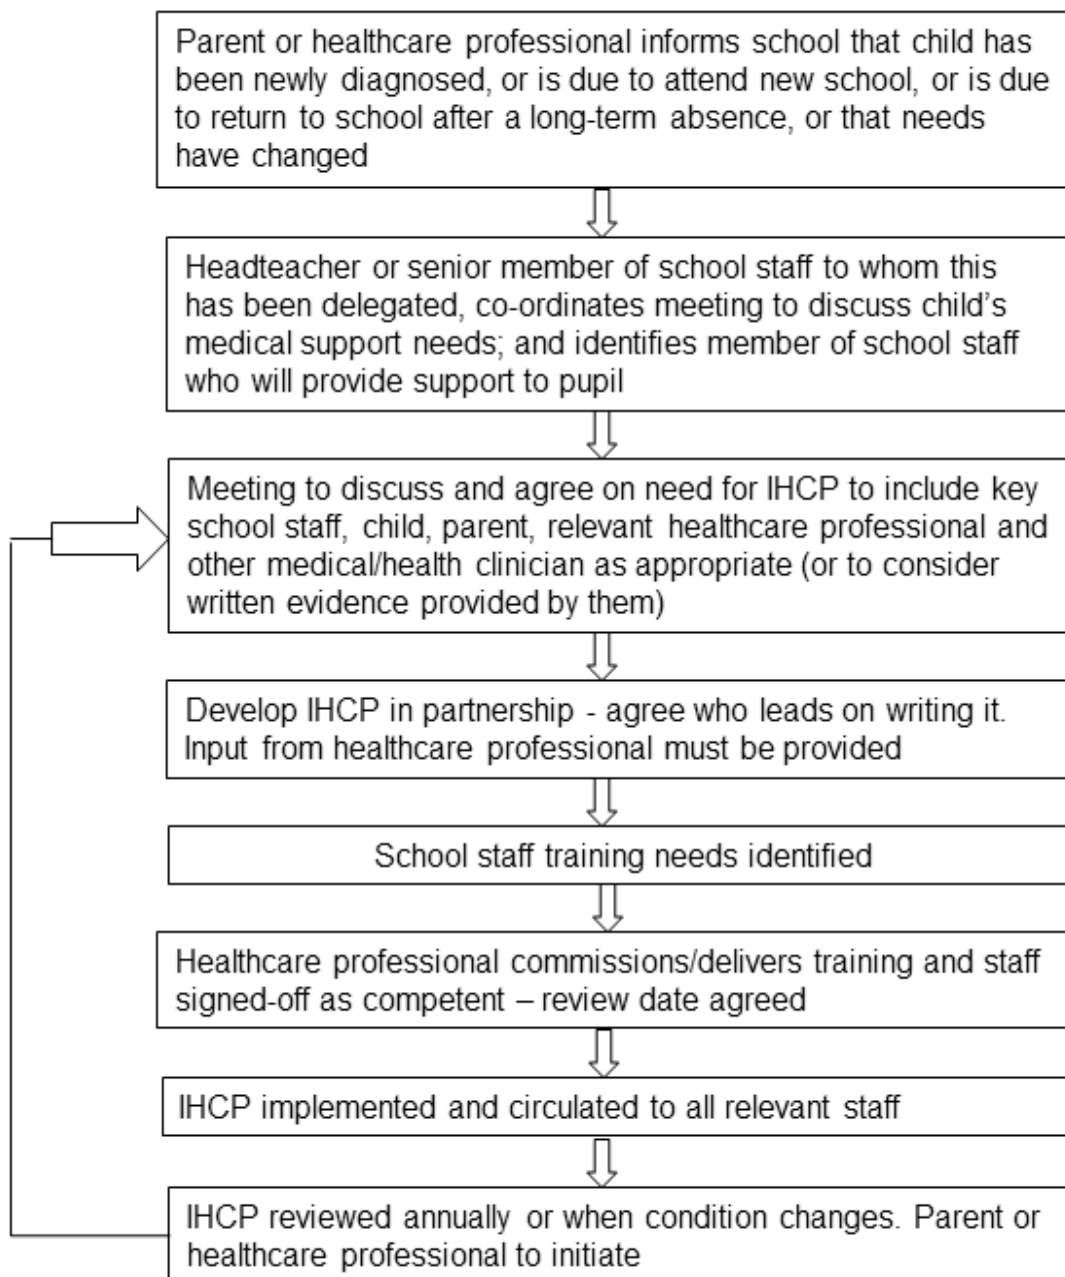 Parent or healthcare professional informs school that child has
been newly diagnosed, or is due to attend new school, or is due
to return to school after a long-term absence, or that needs
have changed
Headteacher or senior member of school staff to whom this
has been delegated, co-ordinates meeting to discuss child's
medical support needs; and identifies member of school staff
who will provide support to pupil
Meeting to discuss and agree on need for IHCP to include key
school staff, child, parent, relevant healthcare professional and
other medical/health clinician as appropriate (or to consider
written evidence provided by them)
Develop IHCP in partnership - agree who leads on writing it.
Input from healthcare professional must be provided
School staff training needs identified
Healthcare professional commissions/delivers training and staff
signed-off as competent – review date agreed
IHCP implemented and circulated to all relevant staff
IHCP reviewed annually or when condition changes. Parent or
healthcare professional to initiate